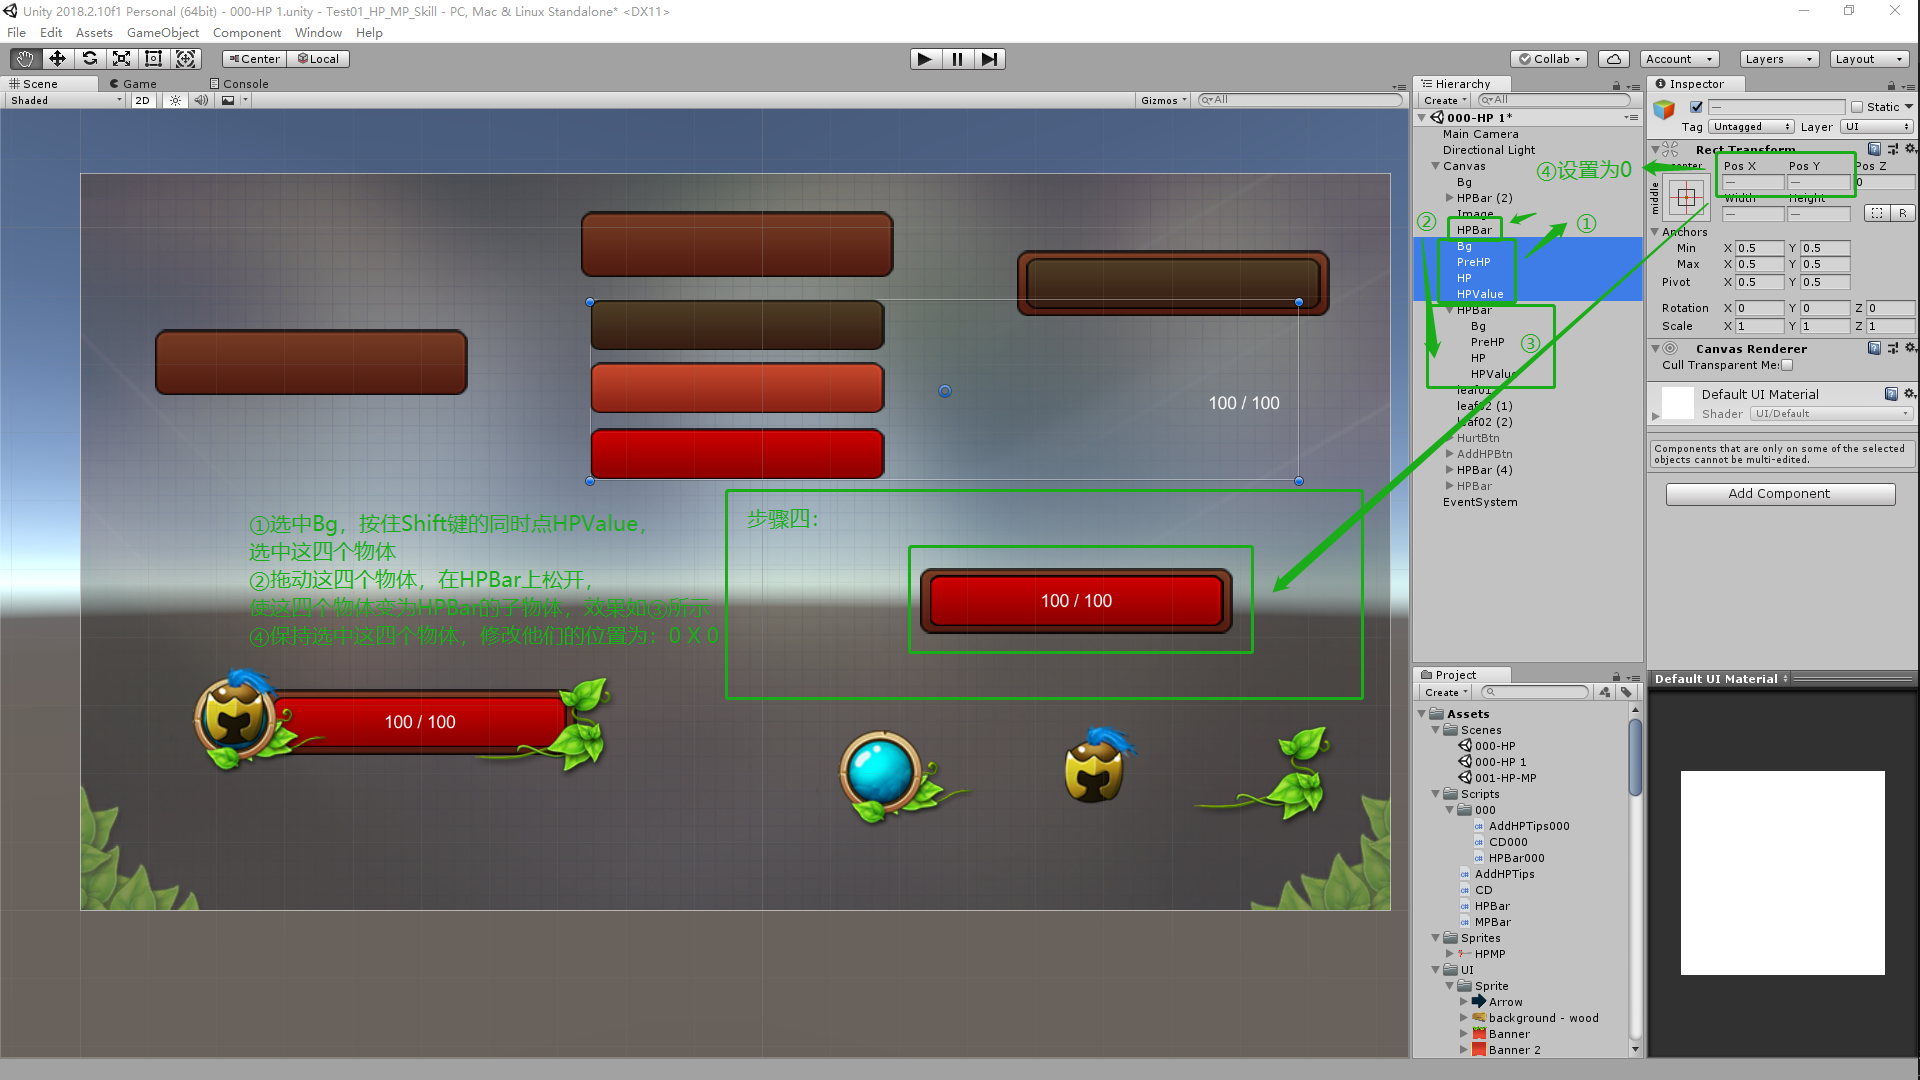 Unity 2018.2.10f1 Personal (64bit) - 000-HP 1.unity - Test01_HP_MP_Skill - PC, Mac & Linux Standalone* <DX11>
File Edit Assets GameObject Component Window Help
Center Local
Collab Account Layers Layout
Scene Game Console
Shaded 2D Gizmos All
Hierarchy
Create All
000-HP 1*
Main Camera
Directional Light
Canvas
Bg
HPBar (2)
Image
HPBar
Bg
PreHP
HP
HPValue
HPBar
Bg
PreHP
HP
HPValue
leaf01
leaf02 (1)
leaf02 (2)
HurtBtn
AddHPBtn
HPBar (4)
HPBar
EventSystem
①
②
③
④设置为0
Inspector
Static
Tag Untagged Layer UI
Rect Transform
center
middle
Pos X Pos Y Pos Z
— — 0
Width Height
— — R
Anchors
Min X 0.5 Y 0.5
Max X 0.5 Y 0.5
Pivot X 0.5 Y 0.5
Rotation X 0 Y 0 Z 0
Scale X 1 Y 1 Z 1
Canvas Renderer
Cull Transparent Mes
Default UI Material
Shader UI/Default
Components that are only on some of the selected
objects cannot be multi-edited.
Add Component
100 / 100
①选中Bg，按住Shift键的同时点HPValue，
选中这四个物体
②拖动这四个物体，在HPBar上松开，
使这四个物体变为HPBar的子物体，效果如③所示
④保持选中这四个物体，修改他们的位置为：0 X 0
步骤四：
100 / 100
100 / 100
Project
Create
Assets
Scenes
000-HP
000-HP 1
001-HP-MP
Scripts
000
AddHPTips000
CD000
HPBar000
AddHPTips
CD
HPBar
MPBar
Sprites
HPMP
UI
Sprite
Arrow
background - wood
Banner
Banner 2
Default UI Material